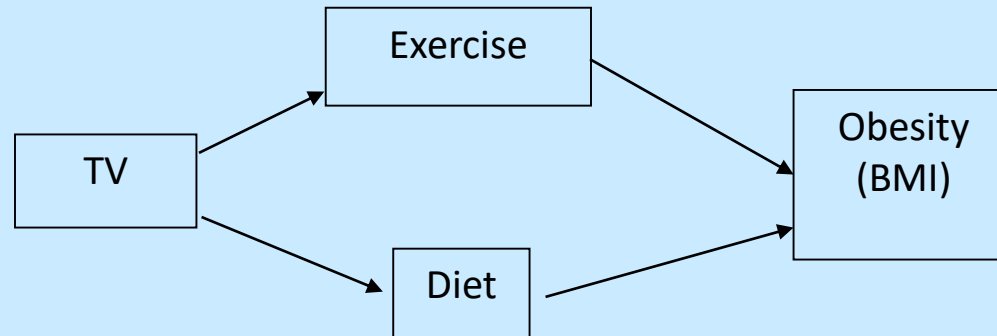 Exercise
TV
Obesity
(BMI)
Diet